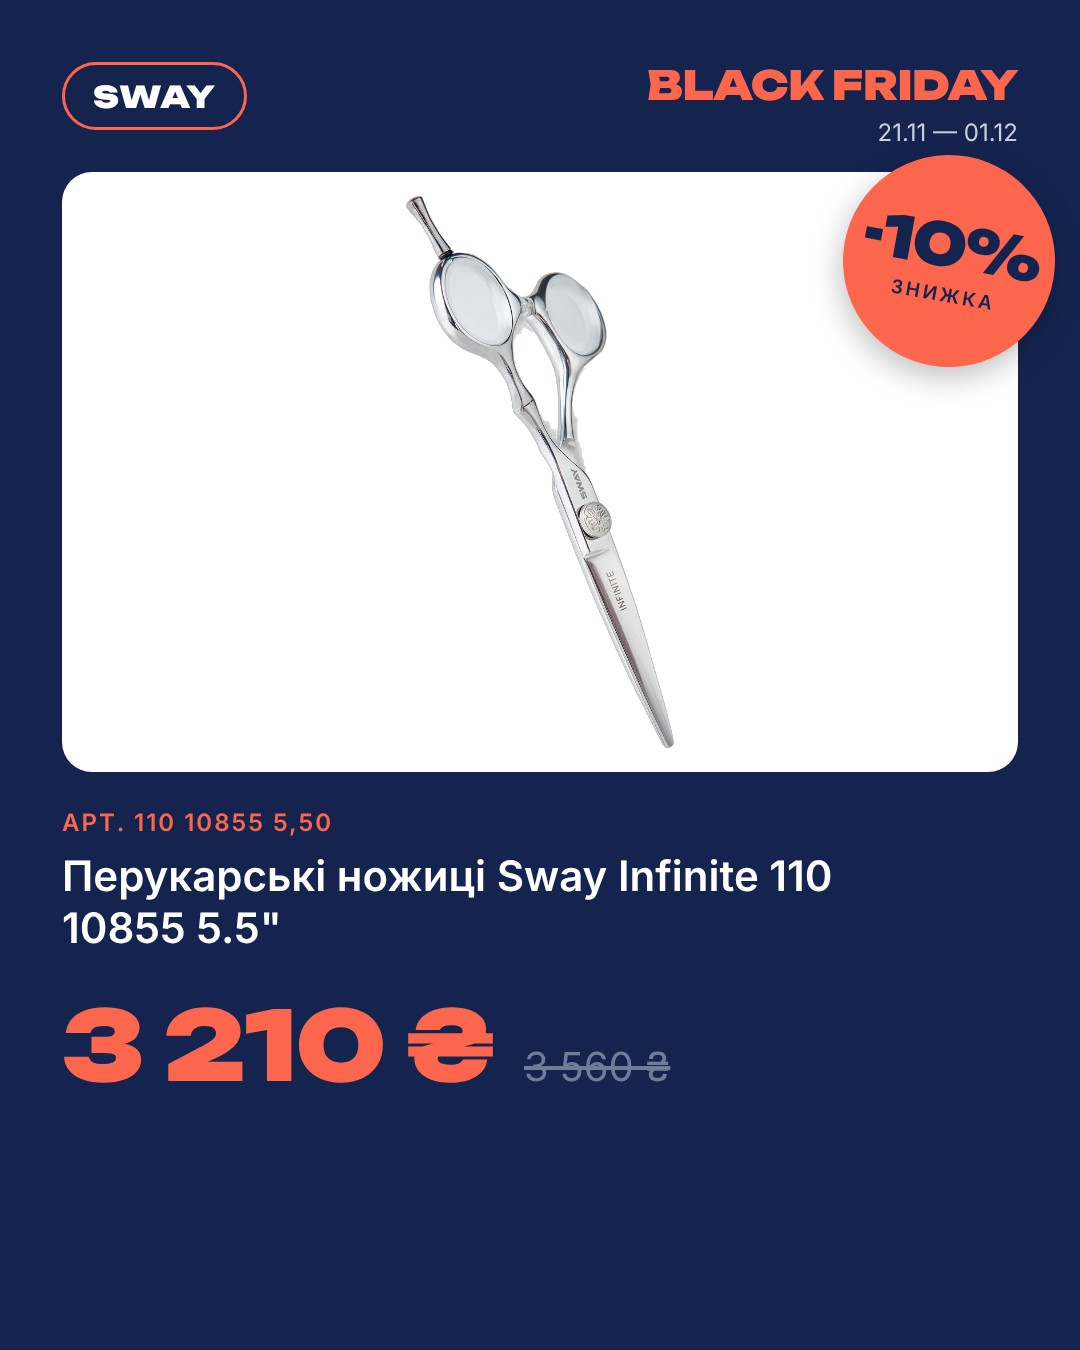 SWAY
BLACK FRIDAY
21.11 — 01.12
-10%
ЗНИЖКА
SWAY
INFINITE
АРТ. 110 10855 5,50
Перукарські ножиці Sway Infinite 110
10855 5.5"
3 210 ₴
3 560 ₴